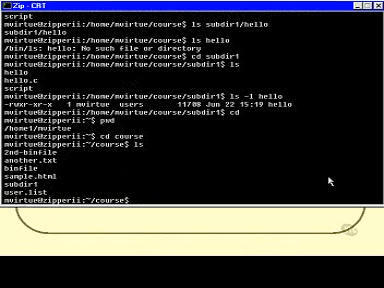 Zip - CRT
script
mvirtue@zipperii:/home/mvirtue/course$ ls subdir1/hello
subdir1/hello
mvirtue@zipperii:/home/mvirtue/course$ ls hello
/bin/ls: hello: No such file or directory
mvirtue@zipperii:/home/mvirtue/course$ cd subdir1
mvirtue@zipperii:/home/mvirtue/course/subdir1$ ls
hello
hello.c
script
mvirtue@zipperii:/home/mvirtue/course/subdir1$ ls -l hello
-rwxr-xr-x 1 mvirtue users 11708 Jun 22 15:19 hello
mvirtue@zipperii:/home/mvirtue/course/subdir1$ cd
mvirtue@zipperii:~$ pwd
/home1/mvirtue
mvirtue@zipperii:~$ cd course
mvirtue@zipperii:~/course$ ls
2nd-binfile
another.txt
binfile
sample.html
subdir1
user.list
mvirtue@zipperii:~/course$